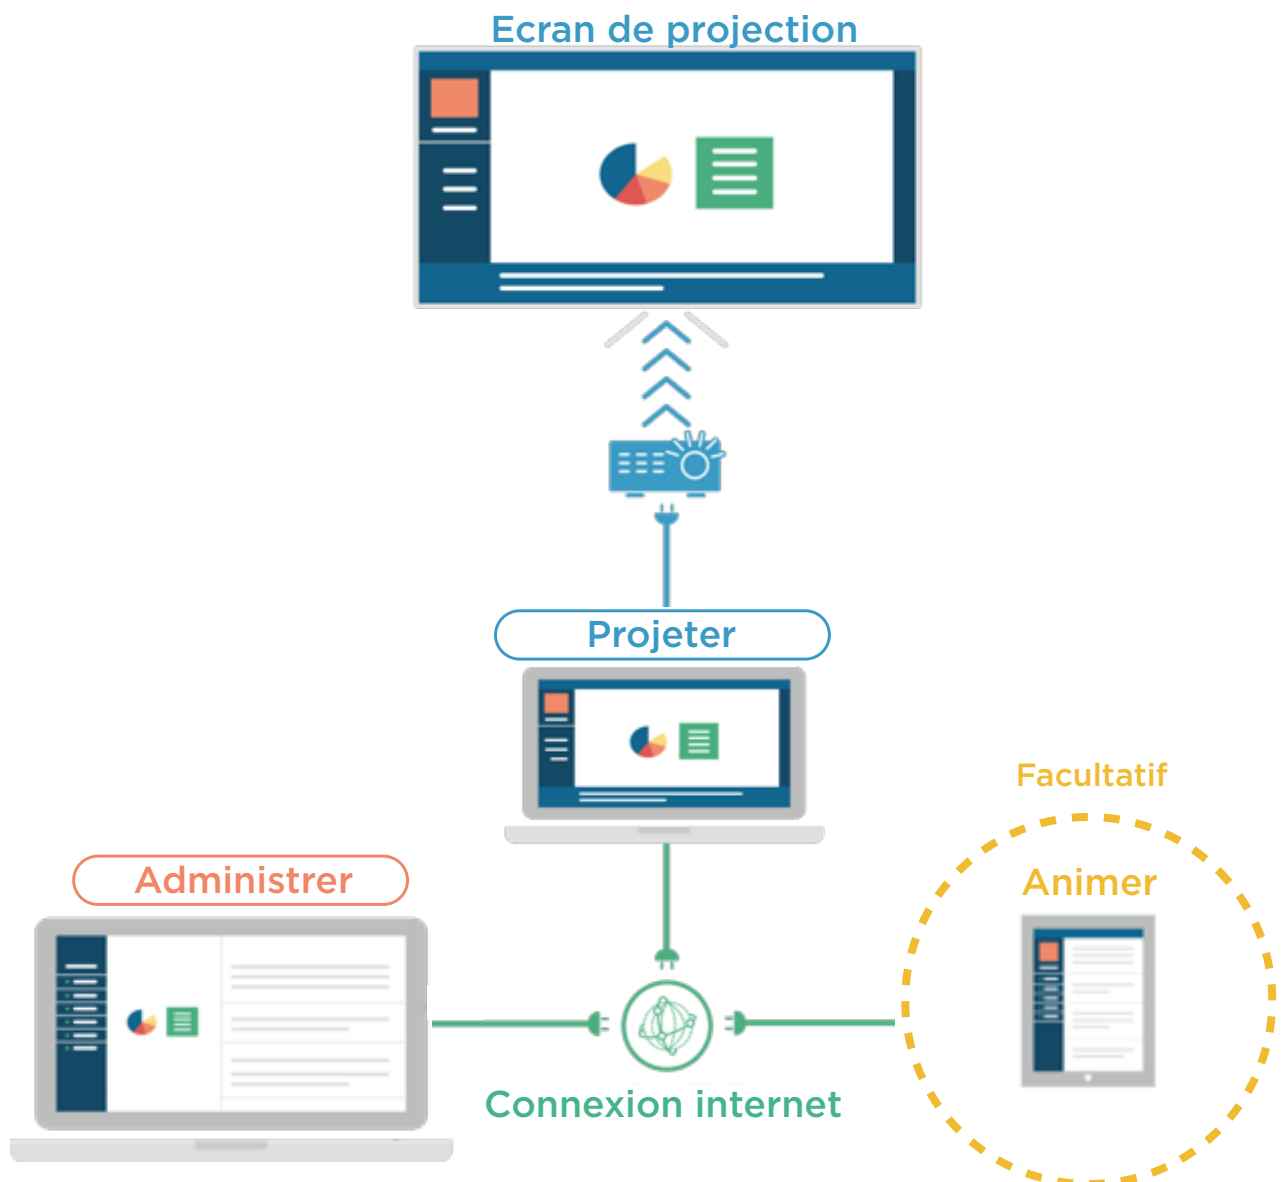 Ecran de projection
Projeter
Facultatif
Administrer
Animer
Connexion internet